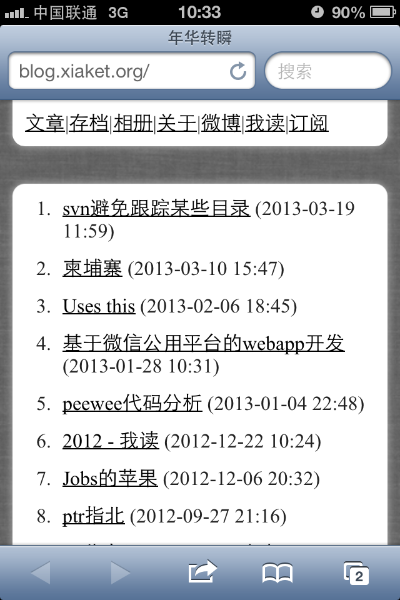 中国联通 3G 10:33 90%
年华转瞬
blog.xiaket.org/ 搜索
文章|存档|相册|关于|微博|我读|订阅
1. svn避免跟踪某些目录 (2013-03-19
11:59)
2. 柬埔寨 (2013-03-10 15:47)
3. Uses this (2013-02-06 18:45)
4. 基于微信公用平台的webapp开发
(2013-01-28 10:31)
5. peewee代码分析 (2013-01-04 22:48)
6. 2012 - 我读 (2012-12-22 10:24)
7. Jobs的苹果 (2012-12-06 20:32)
8. ptr指北 (2012-09-27 21:16)
2